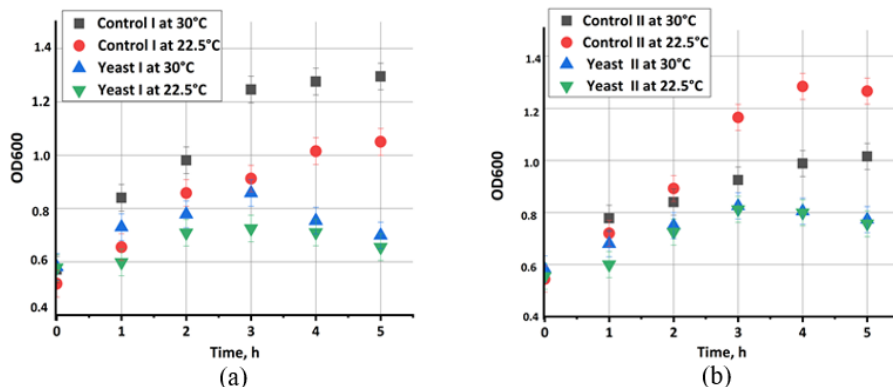 Control I at 30°C
Control I at 22.5°C
Yeast I at 30°C
Yeast I at 22.5°C
1.4
1.2
1.0
0.8
0.6
0.4
OD600
0 1 2 3 4 5
Time, h
(a)
Control II at 30°C
Control II at 22.5°C
Yeast II at 30°C
Yeast II at 22.5°C
1.4
1.2
1.0
0.8
0.6
0.4
OD600
0 1 2 3 4 5
Time, h
(b)